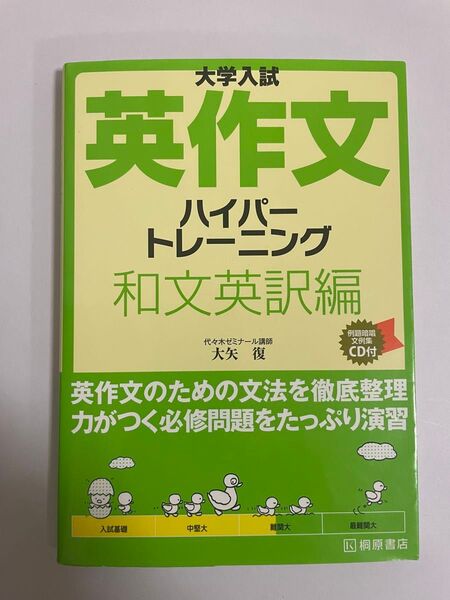 大学入試
英作文
ハイパー
トレーニング
和文英訳編
代々木ゼミナール講師
大矢 復
例題暗唱
文例集
CD付
英作文のための文法を徹底整理
力がつく必修問題をたっぷり演習
入試基礎 中堅大 難関大 最難関大
桐原書店